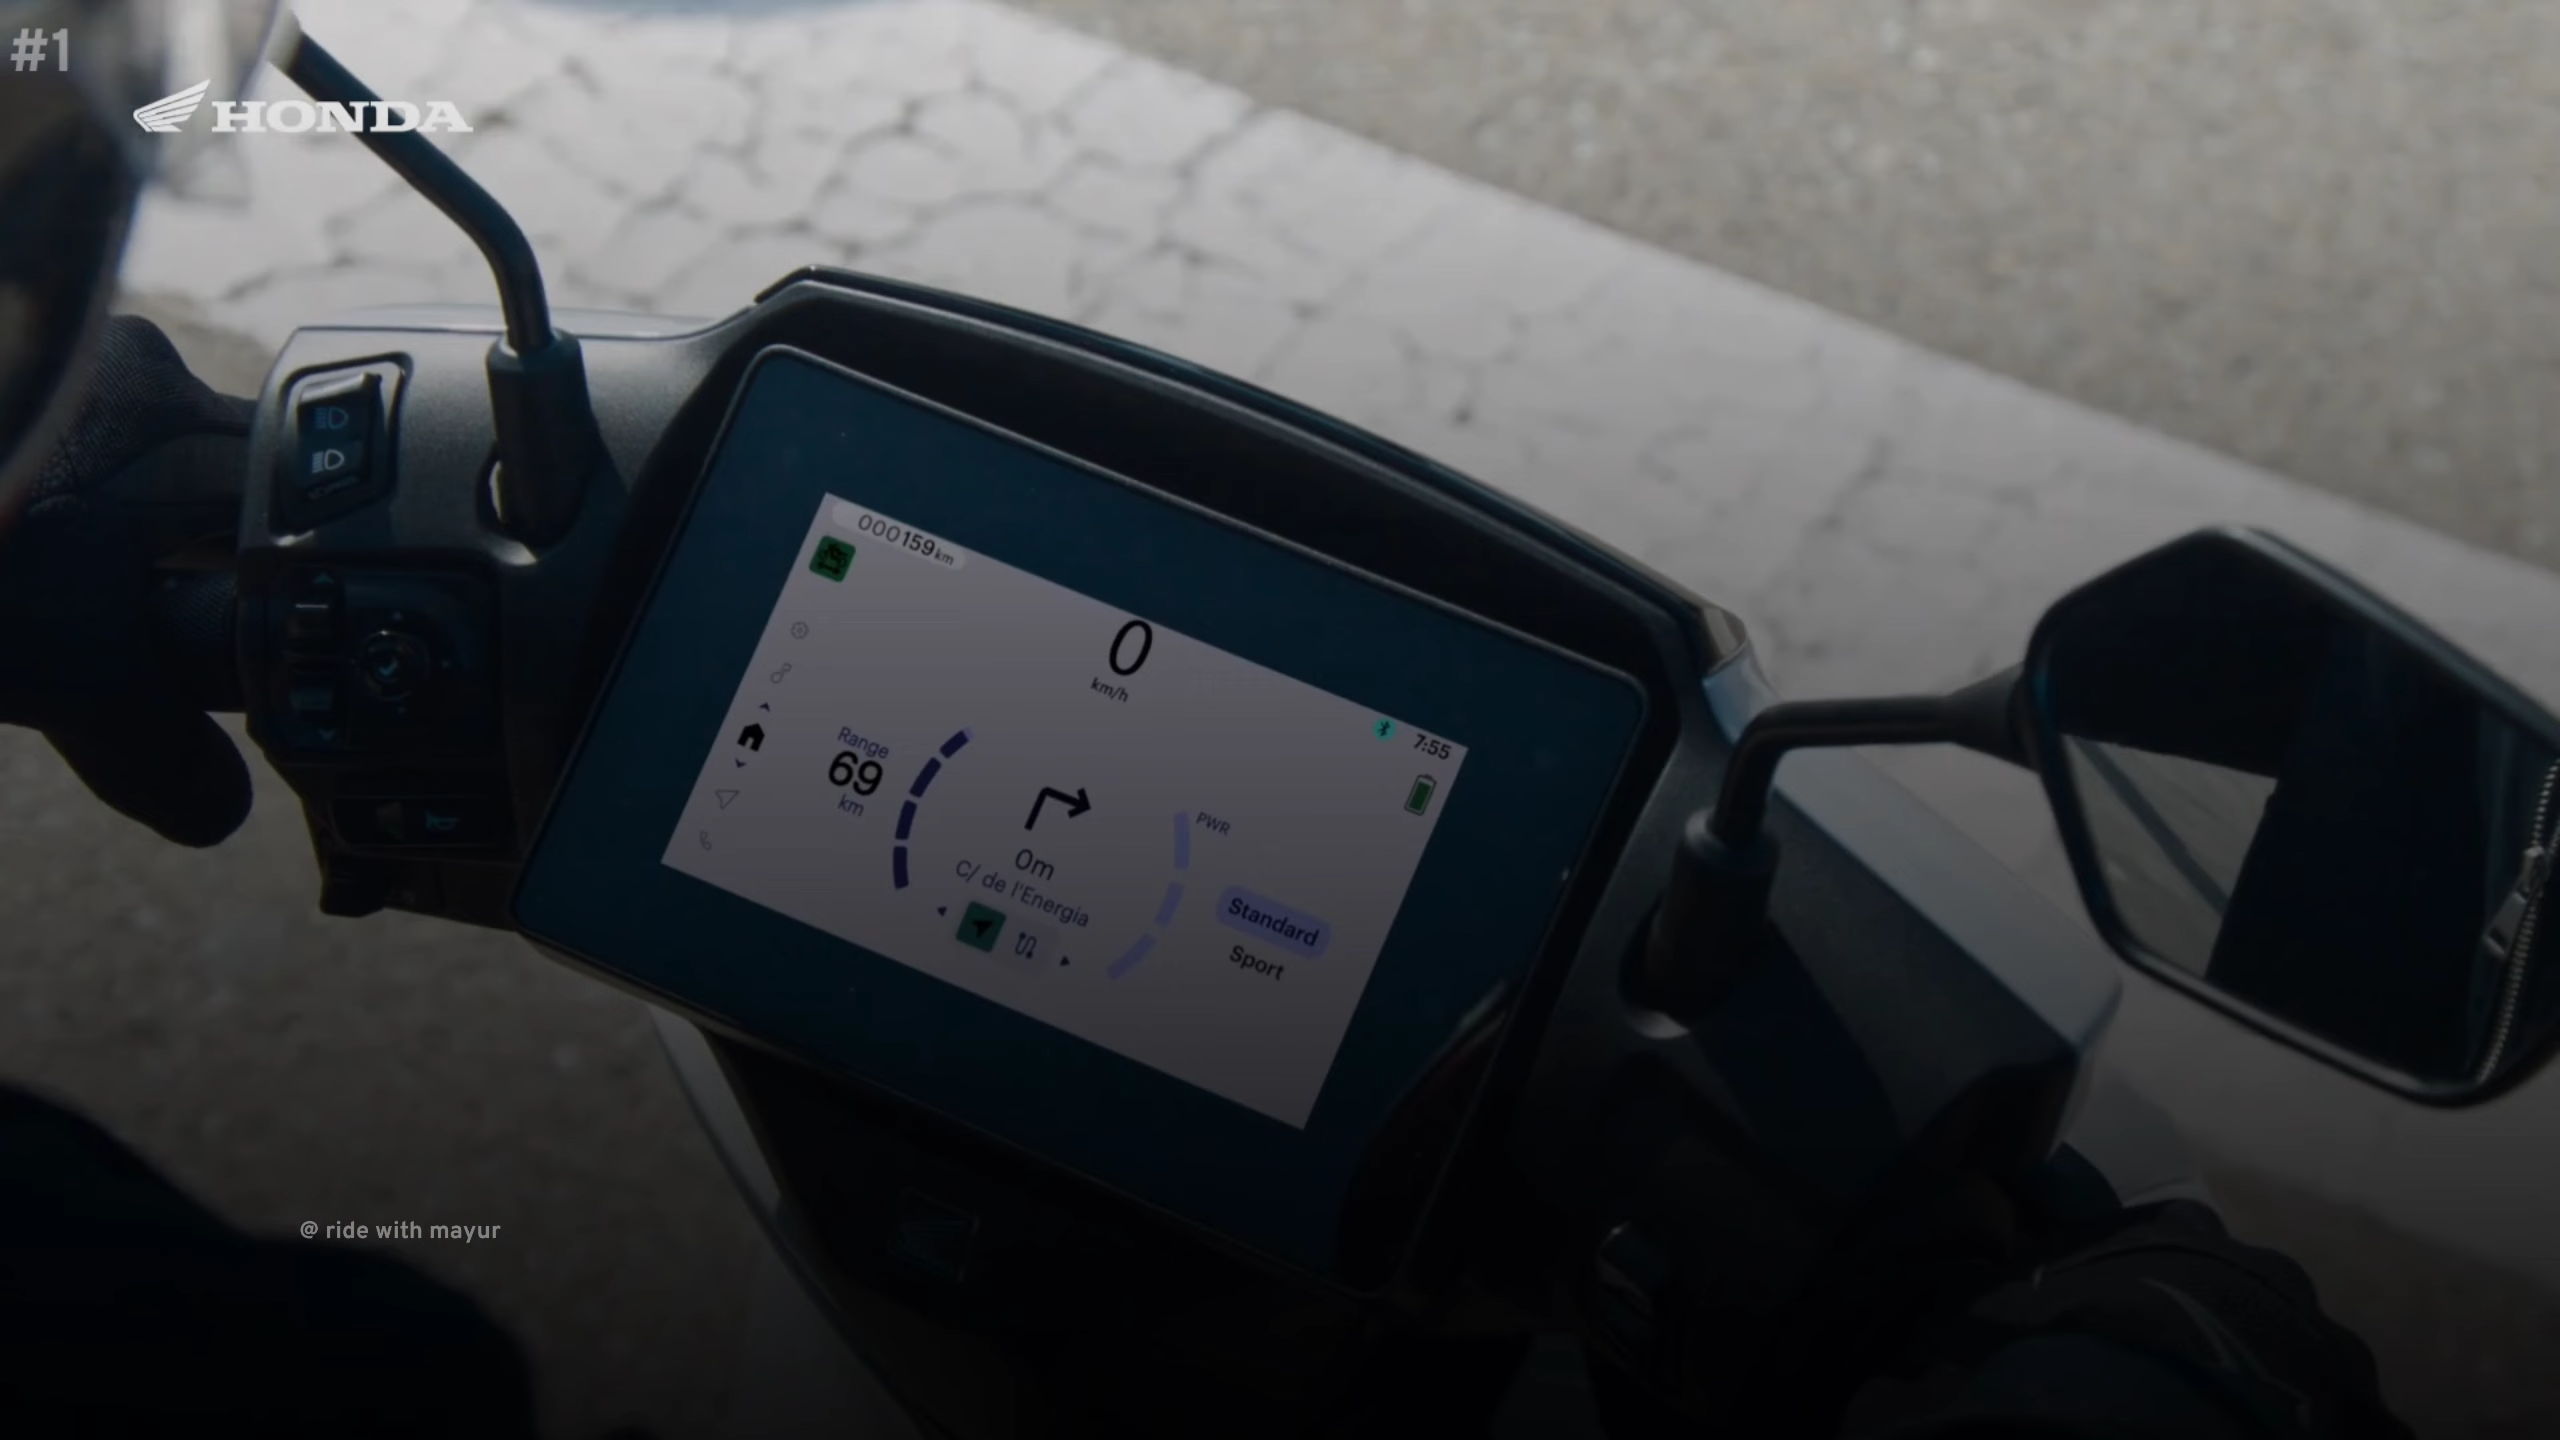 #1
HONDA
000159km
0
km/h
7:55
Range
69
km
PWR
0m
C/ de l'Energia
Standard
Sport
@ ride with mayur